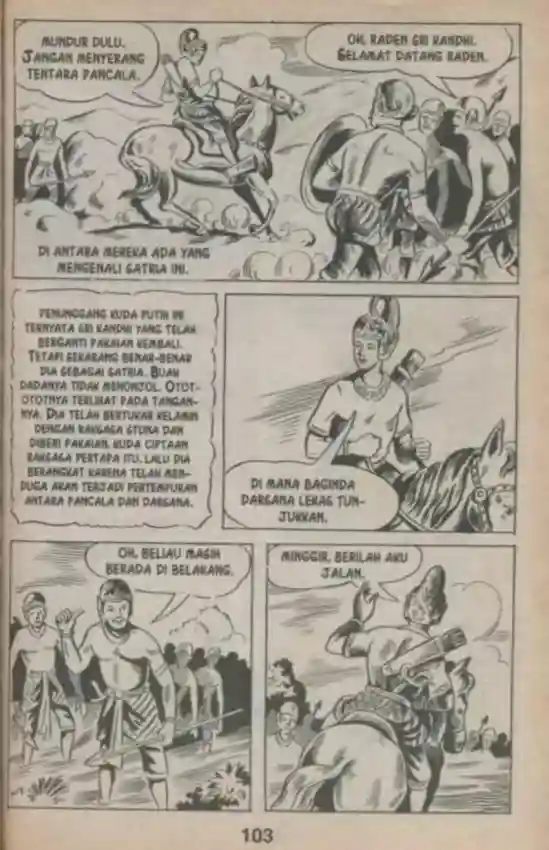 MUNDUR DULU.
JANGAN MENYERANG
TENTARA PANCALA.
OH, RADEN SRI KANDHI.
SELAMAT DATANG RADEN.
DI ANTARA MEREKA ADA YANG
MENGENALI SATRIA INI.
PENUNGGANG KUDA PUTIH INI
TERNYATA SRI KANDHI YANG TELAH
BERGANTI PAKAIAN KEMBALI.
TETAPI SEKARANG BENAR-BENAR
DIA SEBAGAI SATRIA. BUAH
DADANYA TIDAK MENONJOL. OTOT-
OTOTNYA TERLIHAT PADA TANGAN-
NYA. DIA TELAH BERTUKAR KELAMIN
DENGAN RAKSASA STUNA DAN
DIBERI PAKAIAN, KUDA CIPTAAN
RAKSASA PERTAPA ITU. LALU DIA
BERANGKAT KARENA TELAH MEN-
DUGA AKAN TERJADI PERTEMPURAN
ANTARA PANCALA DAN DARSANA.
DI MANA BAGINDA
DARSANA LEKAS TUN-
JUKKAN.
OH, BELIAU MASIH
BERADA DI BELAKANG.
MINGGIR, BERILAH AKU
JALAN.
103